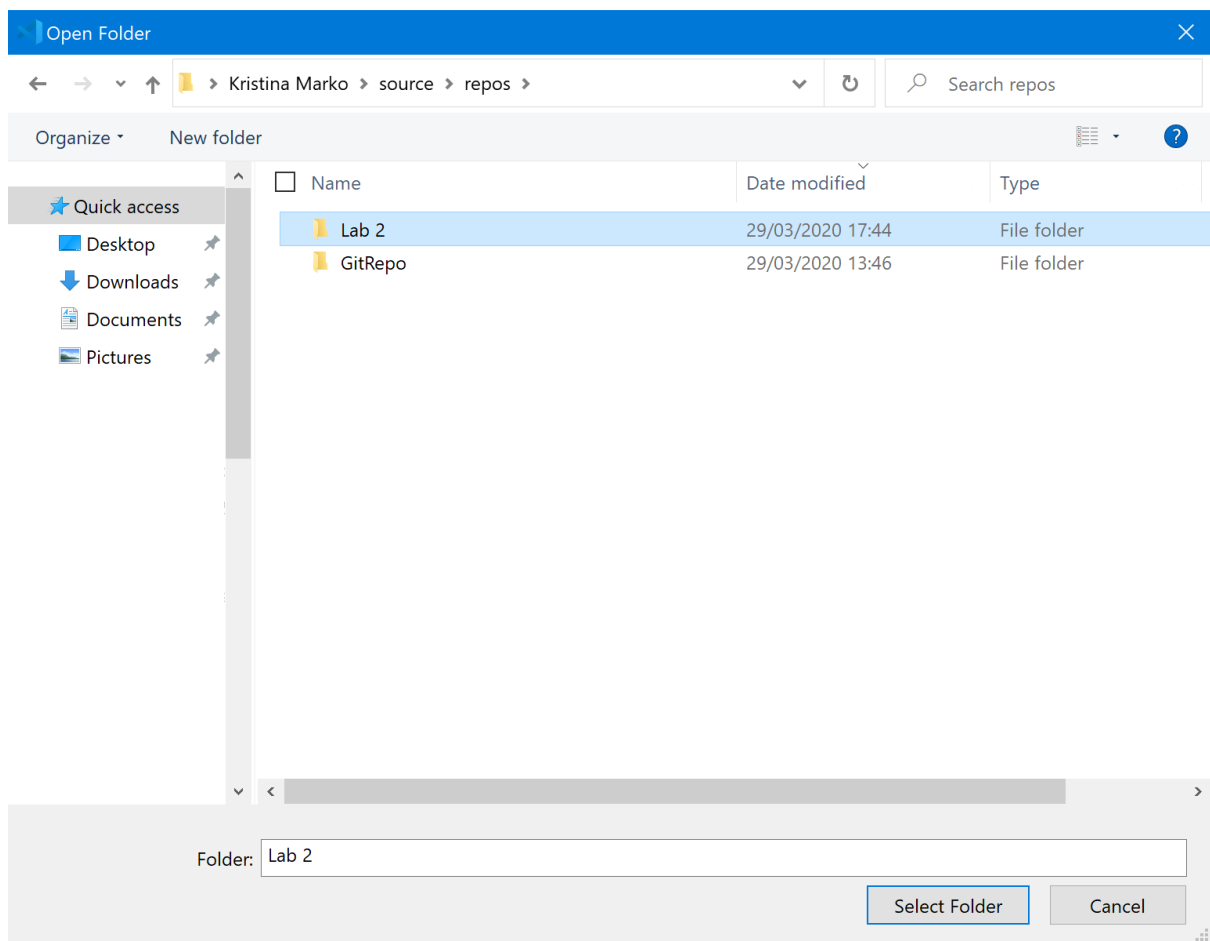 Open Folder
Kristina Marko > source > repos >
Search repos
Organize
New folder
?
Name
Date modified
Type
Quick access
Desktop
Downloads
Documents
Pictures
Lab 2 29/03/2020 17:44 File folder
GitRepo 29/03/2020 13:46 File folder
Folder: Lab 2
Select Folder
Cancel